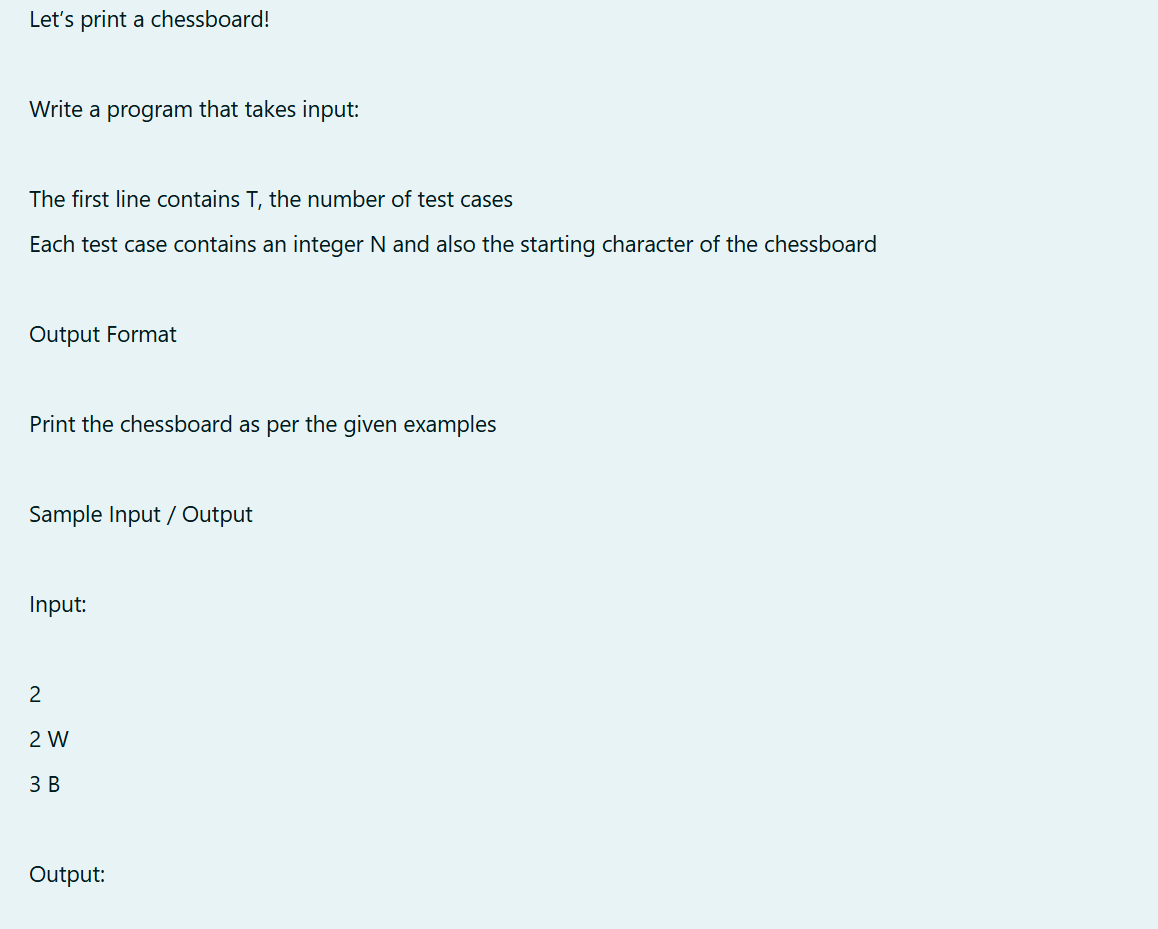 Let’s print a chessboard!
Write a program that takes input:
The first line contains T, the number of test cases
Each test case contains an integer N and also the starting character of the chessboard
Output Format
Print the chessboard as per the given examples
Sample Input / Output
Input:
2
2 W
3 B
Output: